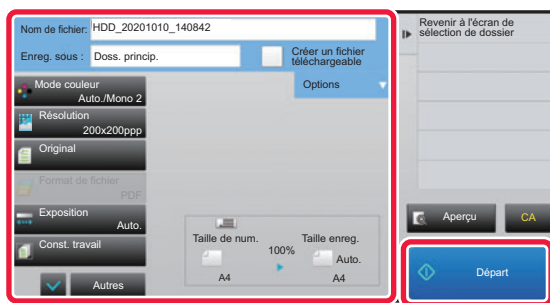 Nom de fichier: HDD_20201010_140842
Enreg. sous : Doss. princip.
Créer un fichier
téléchargeable
Options
Mode couleur
Auto./Mono 2
Résolution
200x200ppp
Original
Format de fichier
PDF
Exposition
Auto.
Const. travail
Autres
Taille de num.
A4
100%
Taille enreg.
Auto.
A4
Revenir à l'écran de
sélection de dossier
Aperçu
CA
Départ